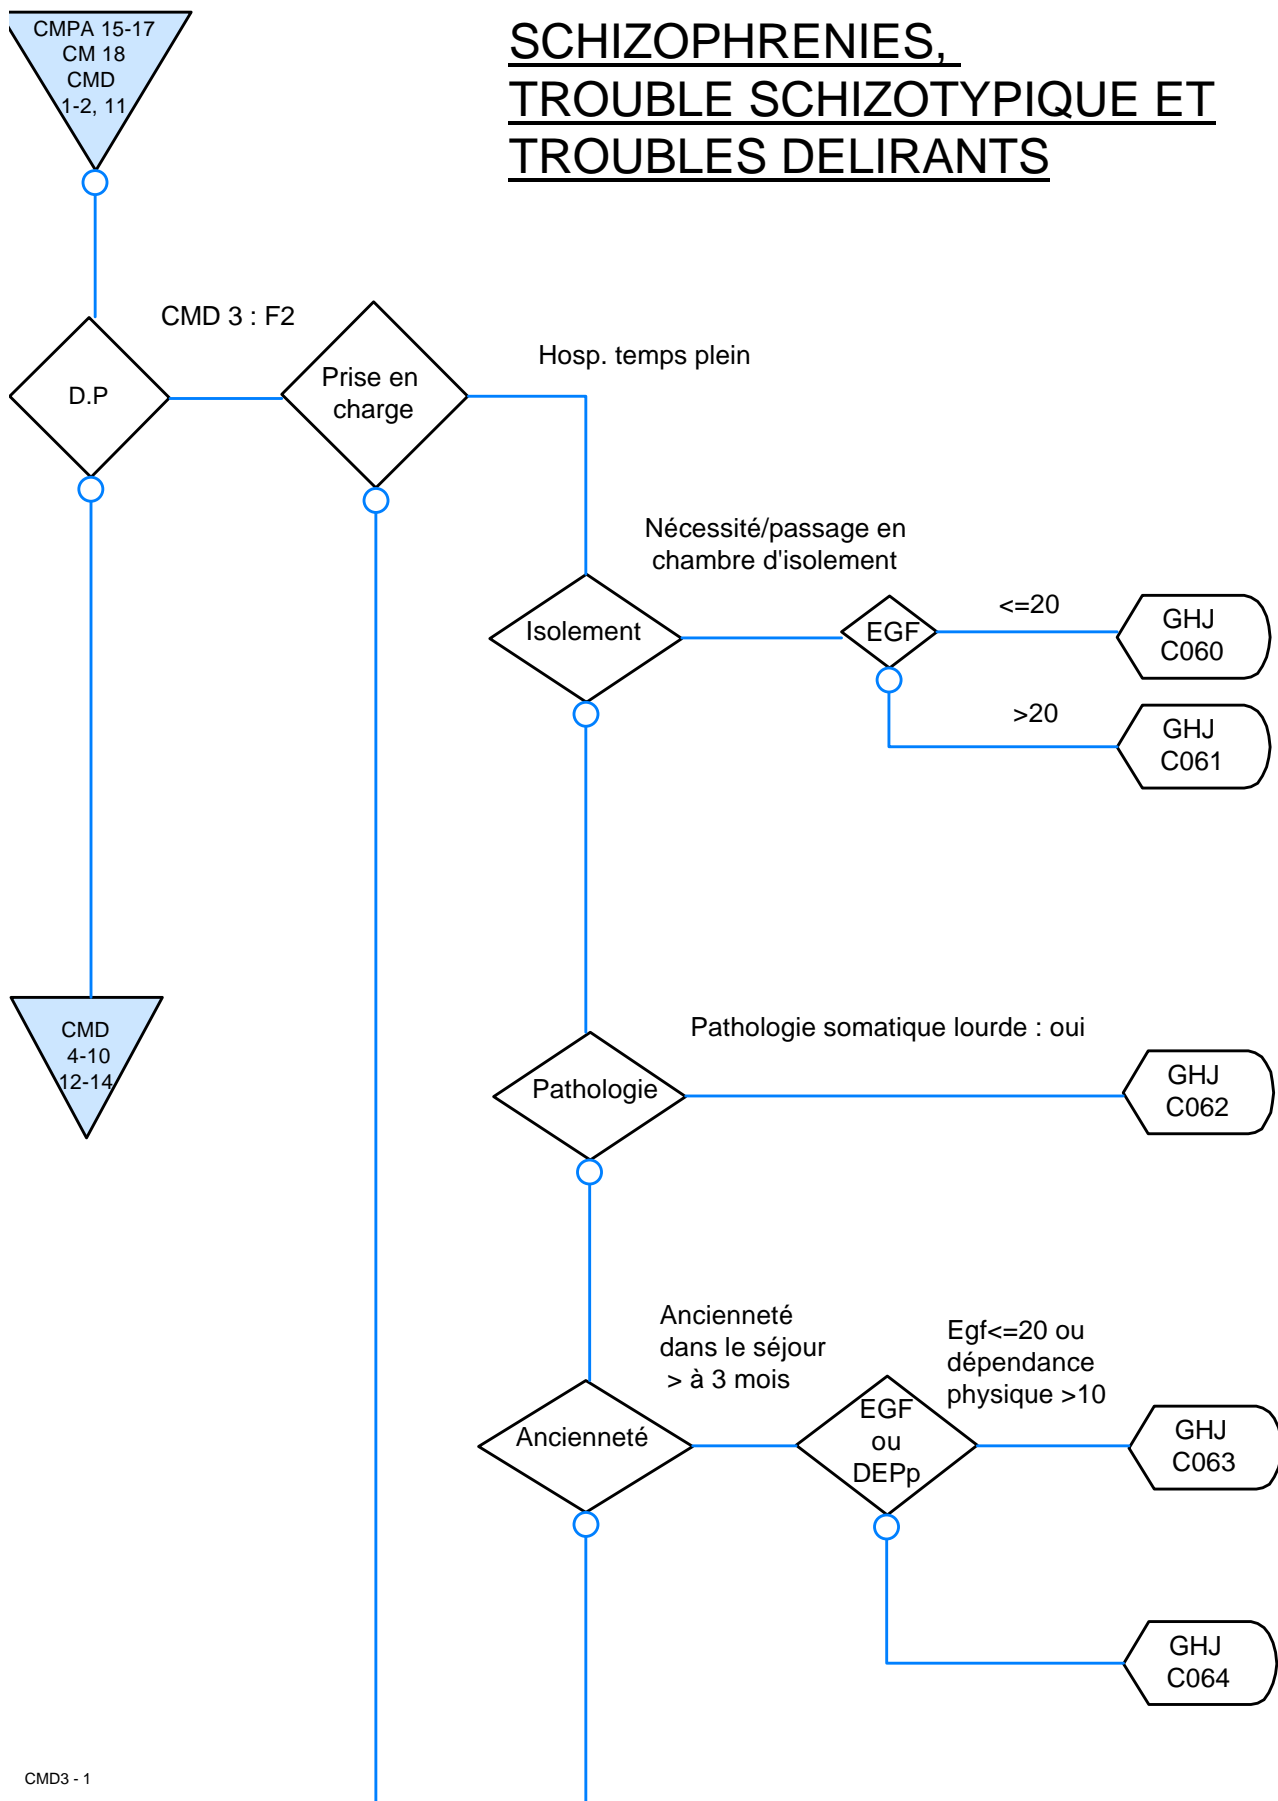 CMPA 15-17
CM 18
CMD
1-2, 11
SCHIZOPHRENIES,
TROUBLE SCHIZOTYPIQUE ET
TROUBLES DELIRANTS
CMD 3 : F2
D.P
Prise en
charge
Hosp. temps plein
Nécessité/passage en
chambre d'isolement
Isolement
EGF
<=20
GHJ
C060
>20
GHJ
C061
CMD
4-10
12-14
Pathologie somatique lourde : oui
Pathologie
GHJ
C062
Ancienneté
dans le séjour
> à 3 mois
Egf<=20 ou
dépendance
physique >10
Ancienneté
EGF
ou
DEPp
GHJ
C063
GHJ
C064
CMD3 - 1